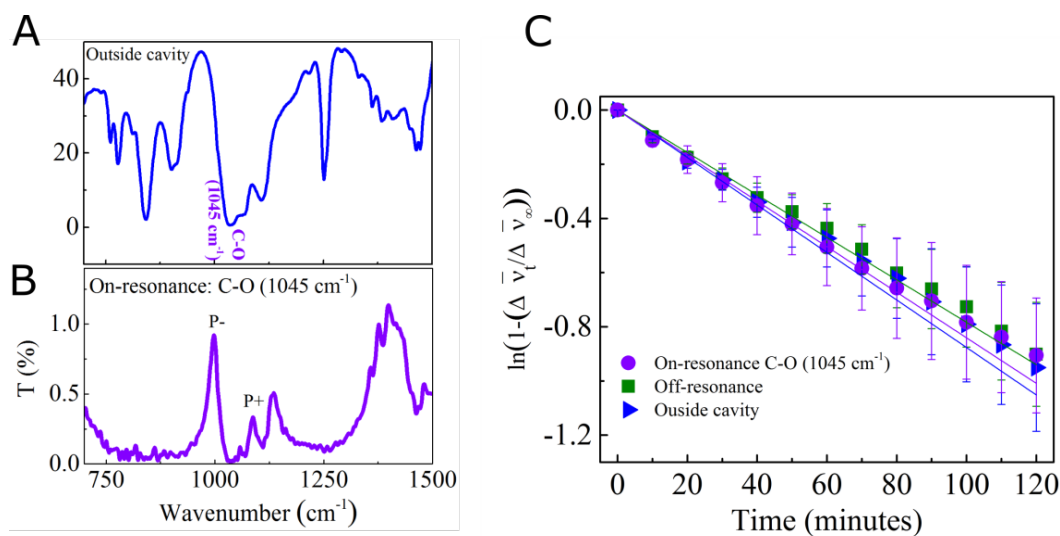 A
Outside cavity
40
20
0
C-O
(1045 cm⁻¹)
B
On-resonance: C-O (1045 cm⁻¹)
P-
P+
1.0
0.5
0.0
T (%)
750 1000 1250 1500
Wavenumber (cm⁻¹)
C
0.0
-0.4
-0.8
-1.2
ln(1-(Δ ν̅t/Δ ν̅∞))
On-resonance C-O (1045 cm⁻¹)
Off-resonance
Ouside cavity
0 20 40 60 80 100 120
Time (minutes)